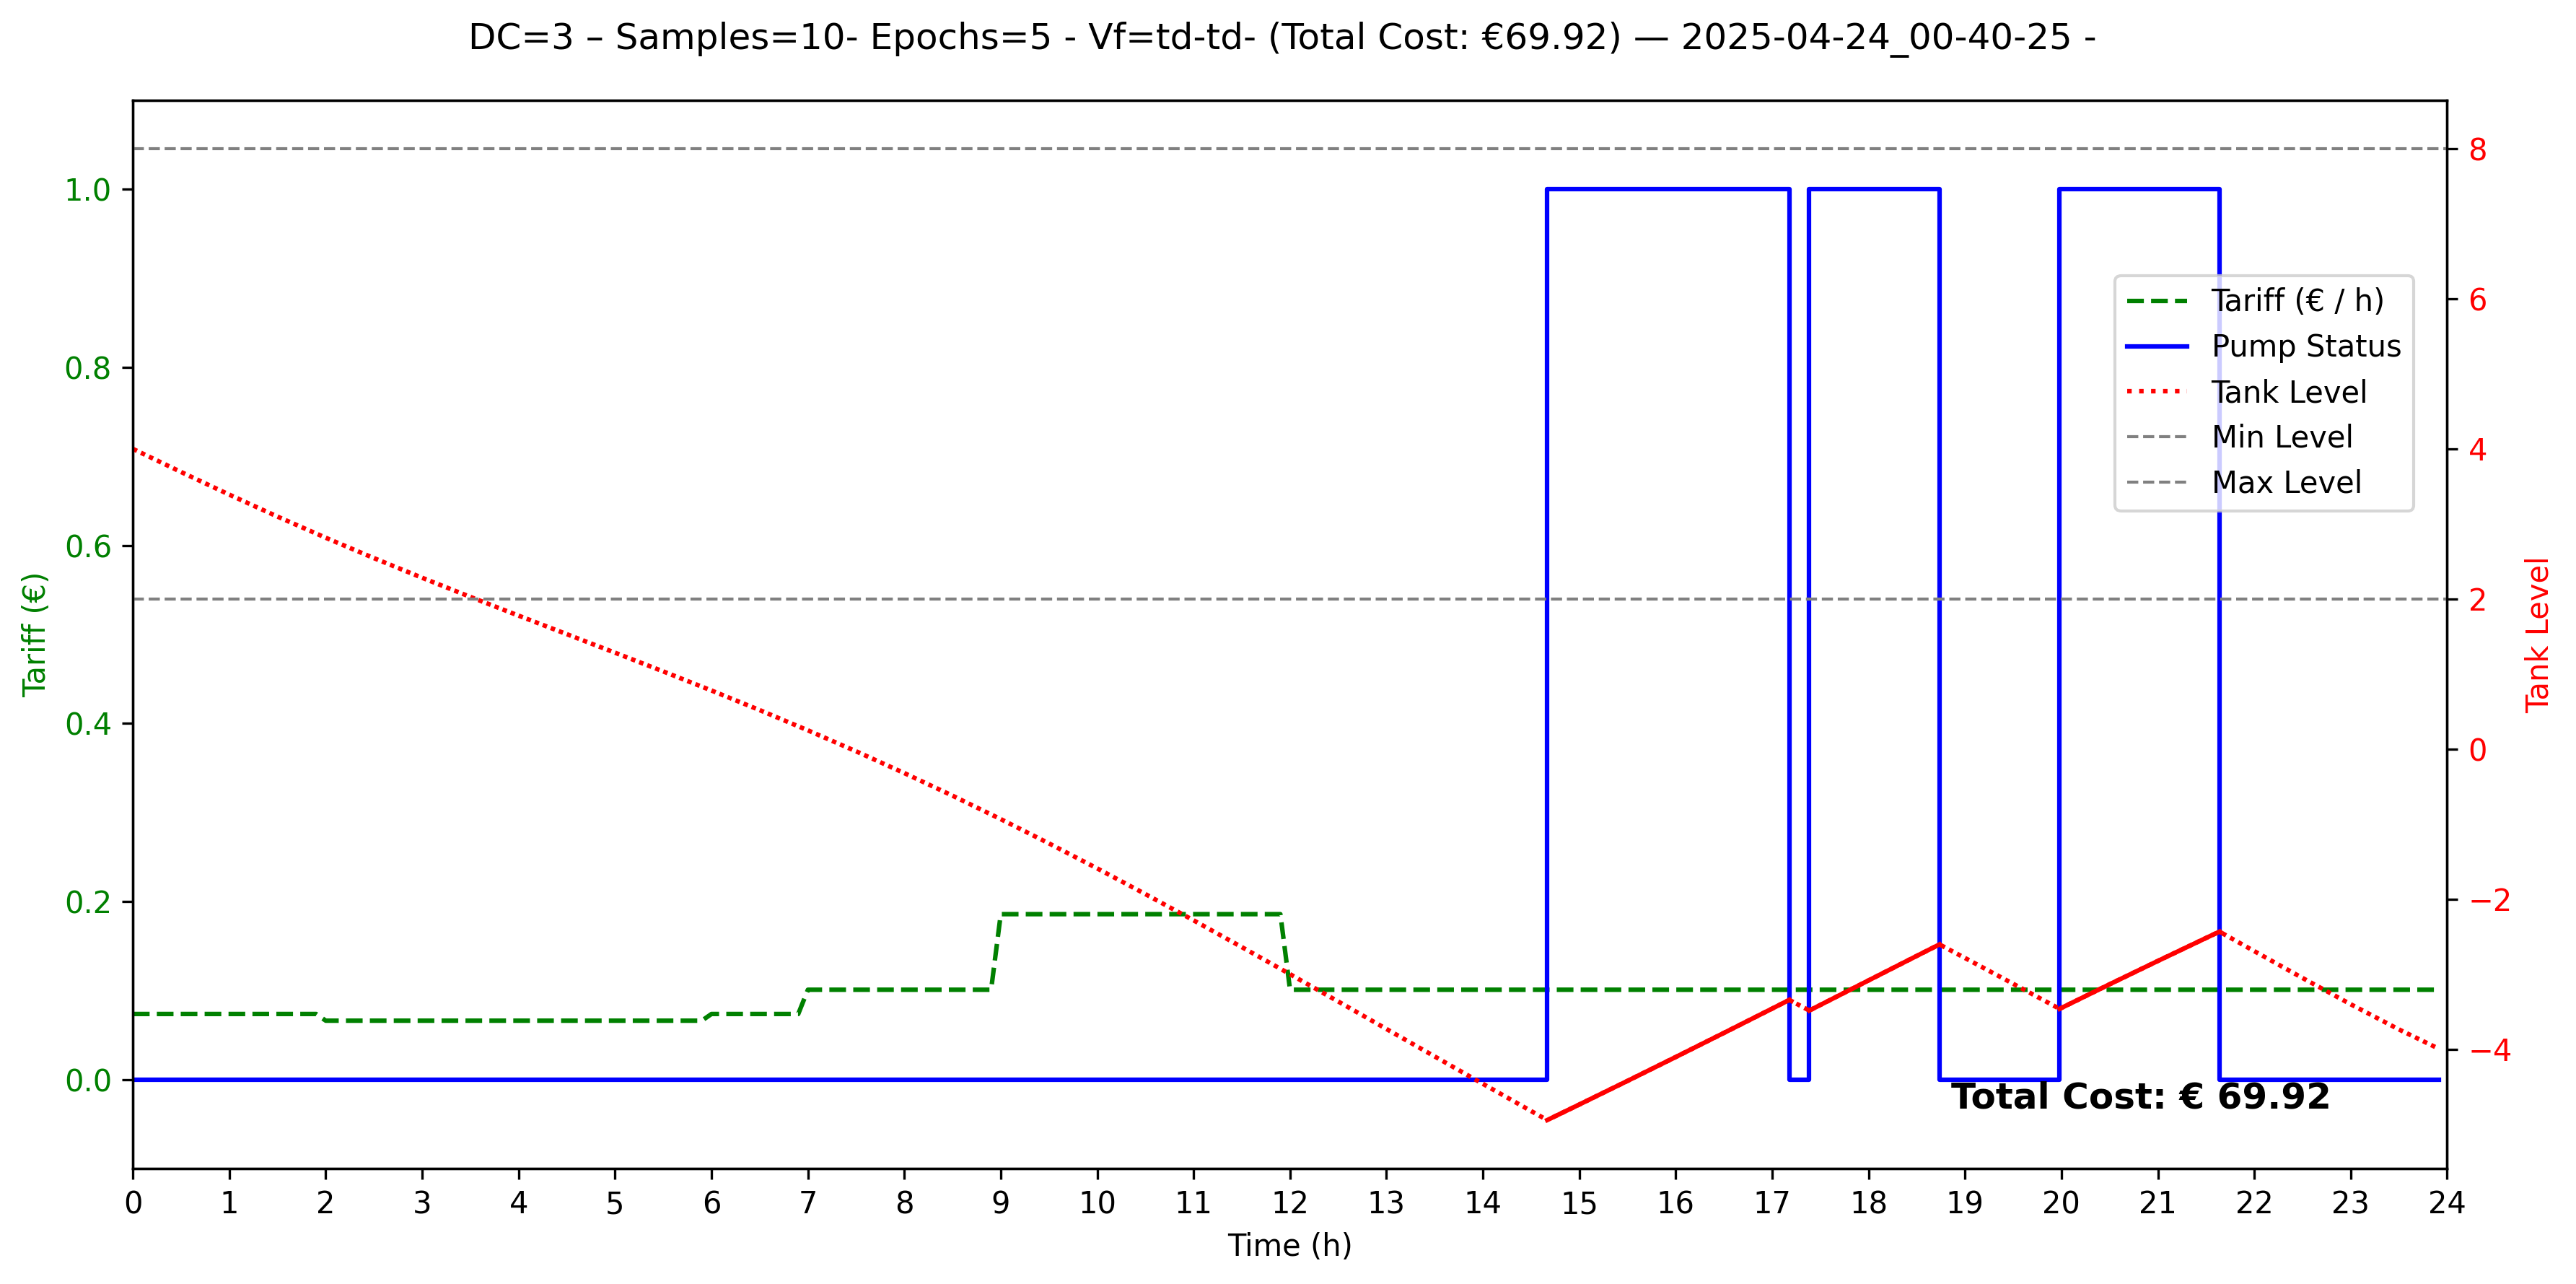 DC=3 – Samples=10- Epochs=5 - Vf=td-td- (Total Cost: €69.92) — 2025-04-24_00-40-25 -
1.0
0.8
0.6
0.4
0.2
0.0
Tariff (€)
8
6
4
2
0
−2
−4
Tank Level
Tariff (€ / h)
Pump Status
Tank Level
Min Level
Max Level
Total Cost: € 69.92
0 1 2 3 4 5 6 7 8 9 10 11 12 13 14 15 16 17 18 19 20 21 22 23 24
Time (h)